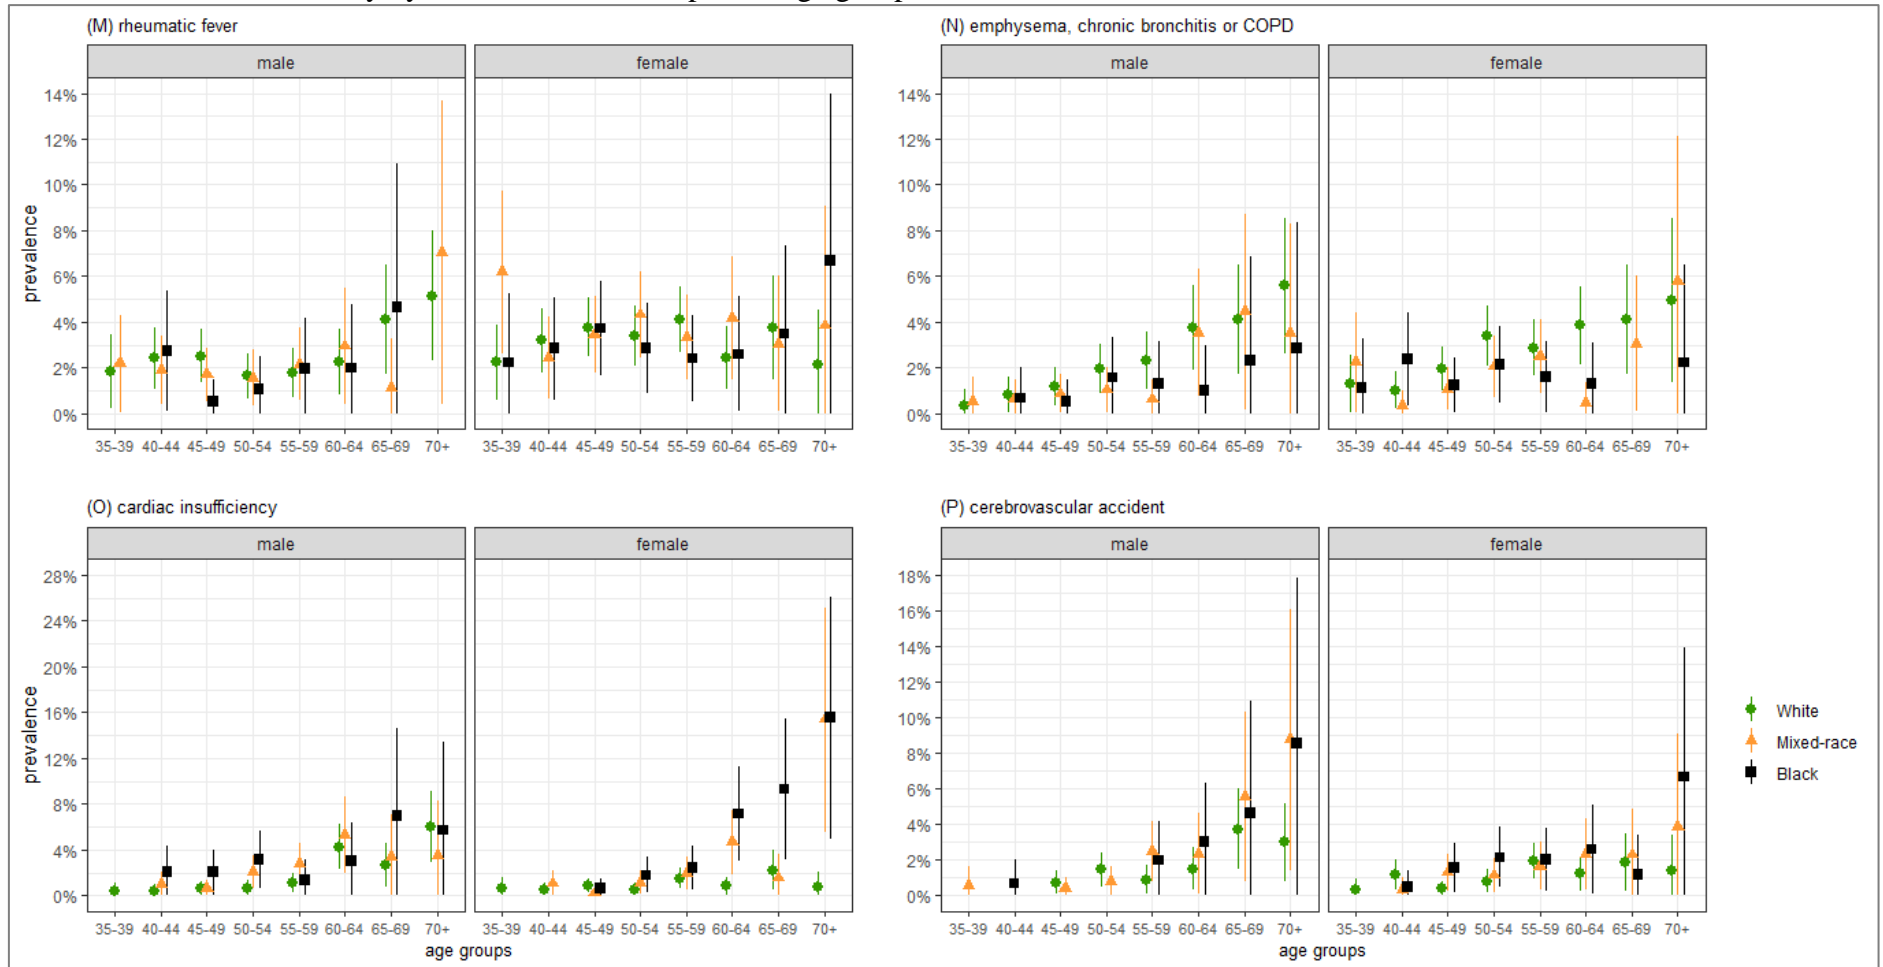 (M) rheumatic fever
male
female
14%
12%
10%
8%
6%
4%
2%
0%
prevalence
35-39 40-44 45-49 50-54 55-59 60-64 65-69 70+
35-39 40-44 45-49 50-54 55-59 60-64 65-69 70+
(N) emphysema, chronic bronchitis or COPD
male
female
14%
12%
10%
8%
6%
4%
2%
0%
35-39 40-44 45-49 50-54 55-59 60-64 65-69 70+
35-39 40-44 45-49 50-54 55-59 60-64 65-69 70+
(O) cardiac insufficiency
male
female
28%
24%
20%
16%
12%
8%
4%
0%
prevalence
35-39 40-44 45-49 50-54 55-59 60-64 65-69 70+
35-39 40-44 45-49 50-54 55-59 60-64 65-69 70+
age groups
(P) cerebrovascular accident
male
female
18%
16%
14%
12%
10%
8%
6%
4%
2%
0%
35-39 40-44 45-49 50-54 55-59 60-64 65-69 70+
35-39 40-44 45-49 50-54 55-59 60-64 65-69 70+
age groups
White
Mixed-race
Black